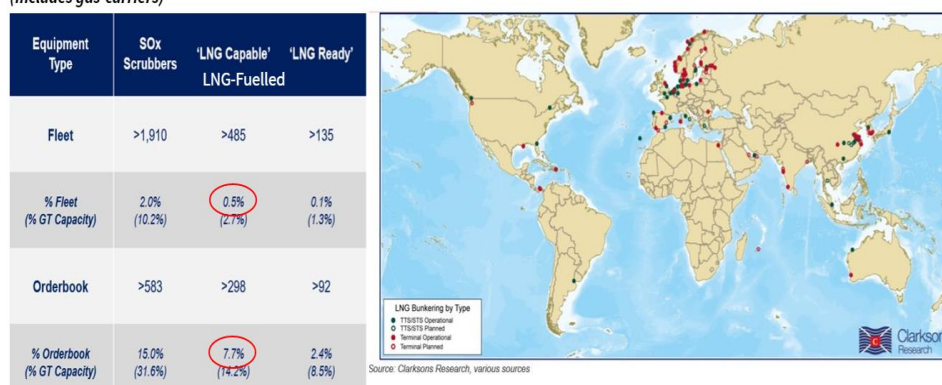 (includes gas carriers)
Equipment Type
SOx Scrubbers
'LNG Capable'
LNG-Fuelled
'LNG Ready'
Fleet
>1,910
>485
>135
% Fleet
(% GT Capacity)
2.0%
(10.2%)
0.5%
(2.7%)
0.1%
(1.3%)
Orderbook
>583
>298
>92
% Orderbook
(% GT Capacity)
15.0%
(31.6%)
7.7%
(14.2%)
2.4%
(8.5%)
LNG Bunkering by Type
TTS/STS Operational
TTS/STS Planned
Terminal Operational
Terminal Planned
Clarkson
Research
Source: Clarksons Research, various sources